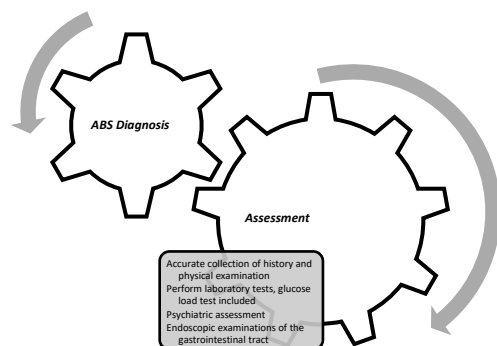 ABS Diagnosis
Assessment
Accurate collection of history and
physical examination
Perform laboratory tests, glucose
load test included
Psychiatric assessment
Endoscopic examinations of the
gastrointestinal tract